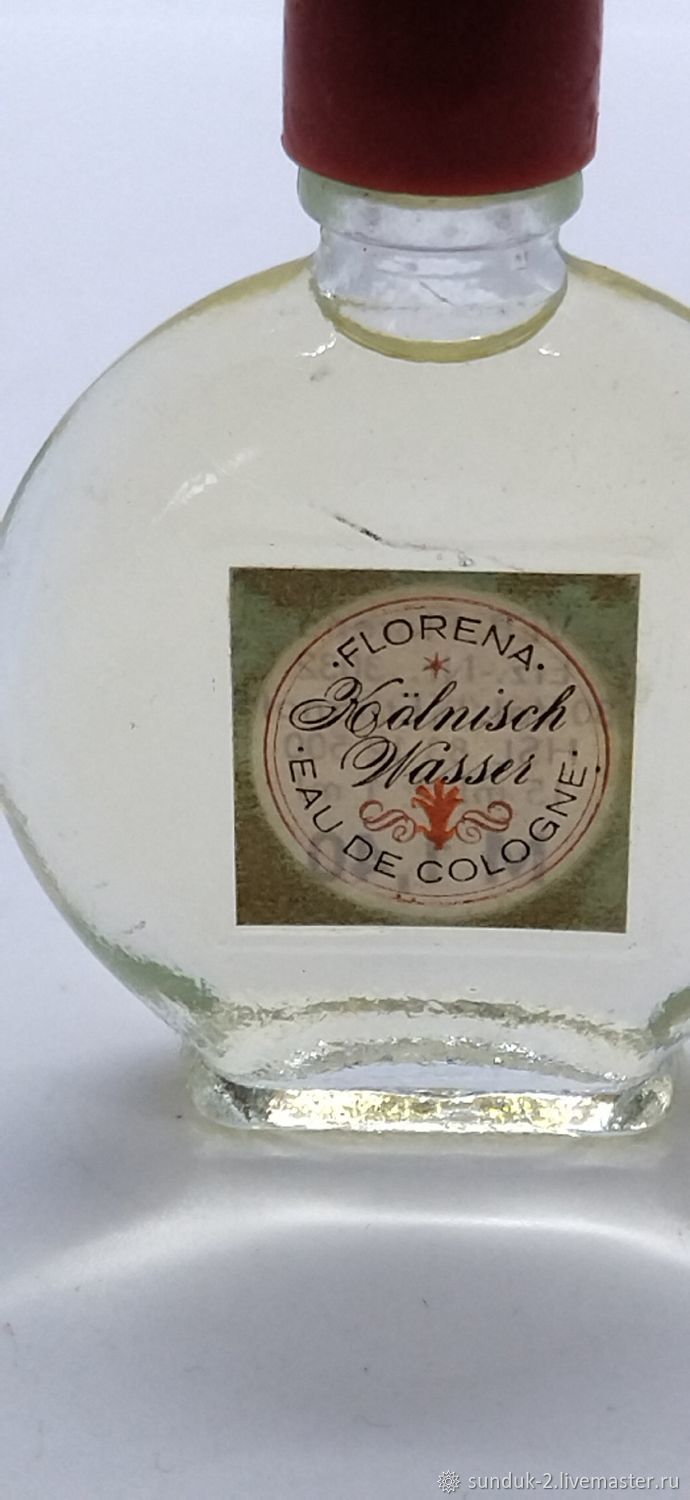 ·FLORENA·
Kölnisch
Wasser
·EAU DE COLOGNE·
sunduk-2.livemaster.ru